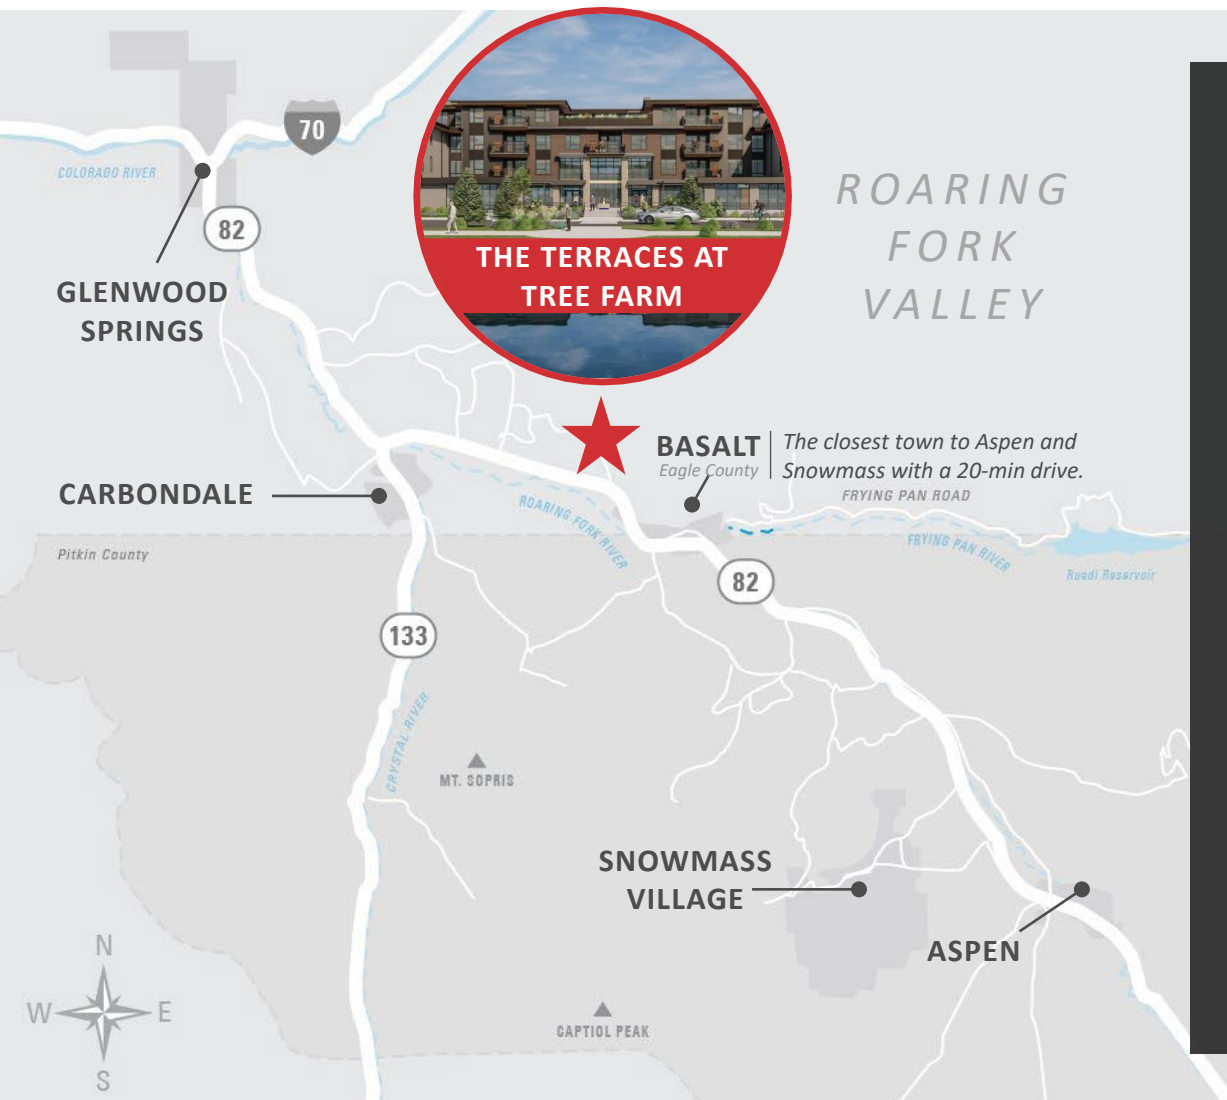 70
COLORADO RIVER
82
GLENWOOD
SPRINGS
THE TERRACES AT
TREE FARM
ROARING
FORK
VALLEY
BASALT
Eagle County
The closest town to Aspen and
Snowmass with a 20-min drive.
FRYING PAN ROAD
CARBONDALE
ROARING FORK RIVER
FRYING PAN RIVER
Ruedi Reservoir
Pitkin County
82
133
CRYSTAL RIVER
MT. SOPRIS
SNOWMASS
VILLAGE
ASPEN
CAPTIOL PEAK
N
W
E
S